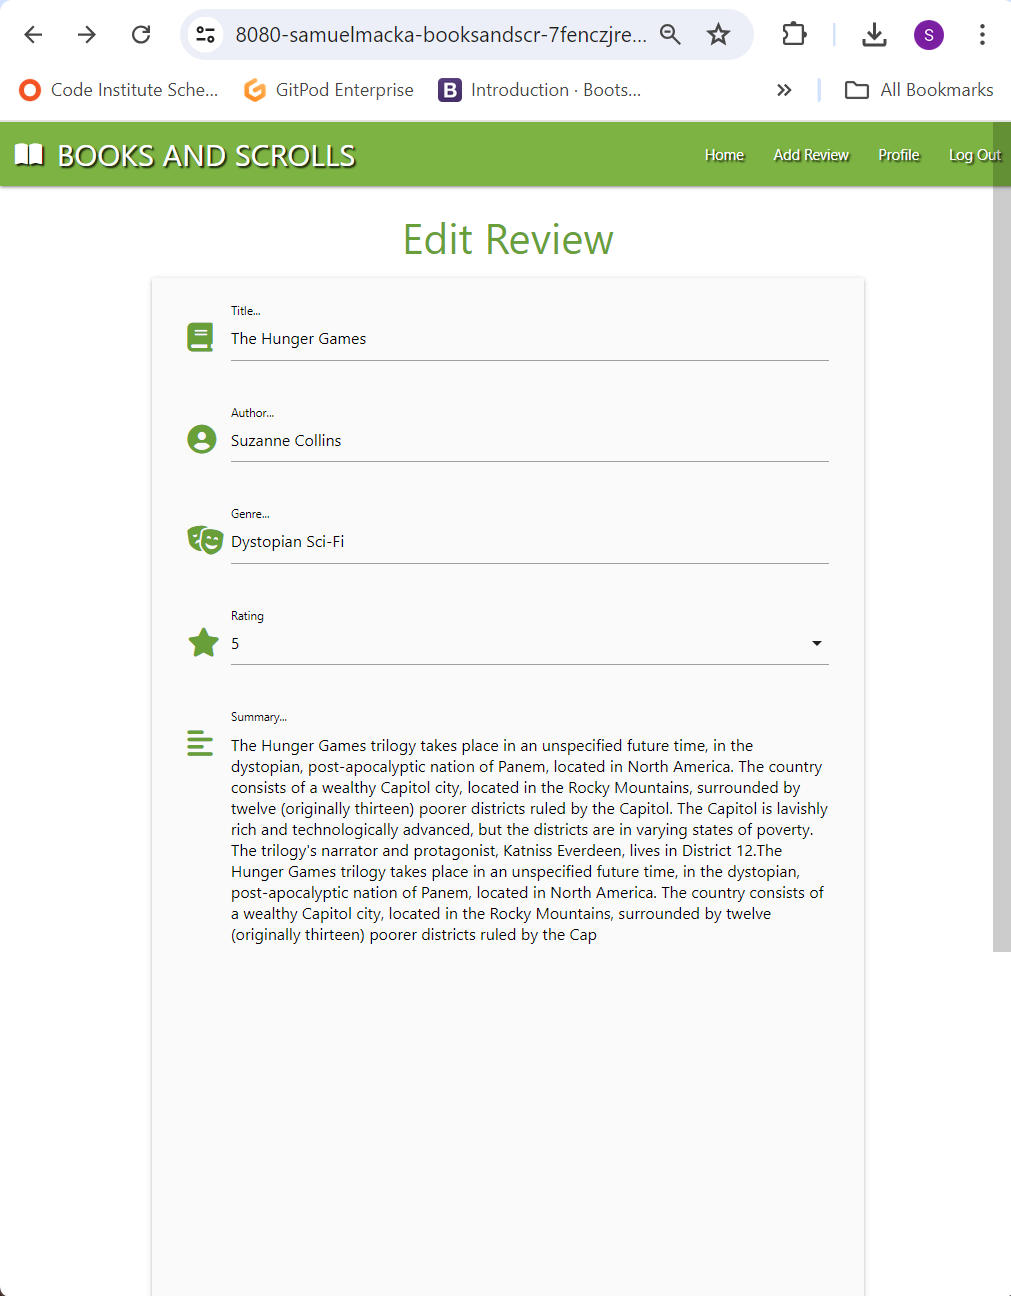 8080-samuelmacka-booksandscr-7fenczjre...
S
Code Institute Sche...
GitPod Enterprise
B
Introduction · Boots...
All Bookmarks
BOOKS AND SCROLLS
Home
Add Review
Profile
Log Out
Edit Review
Title...
The Hunger Games
Author...
Suzanne Collins
Genre...
Dystopian Sci-Fi
Rating
5
Summary...
The Hunger Games trilogy takes place in an unspecified future time, in the
dystopian, post-apocalyptic nation of Panem, located in North America. The country
consists of a wealthy Capitol city, located in the Rocky Mountains, surrounded by
twelve (originally thirteen) poorer districts ruled by the Capitol. The Capitol is lavishly
rich and technologically advanced, but the districts are in varying states of poverty.
The trilogy's narrator and protagonist, Katniss Everdeen, lives in District 12.The
Hunger Games trilogy takes place in an unspecified future time, in the dystopian,
post-apocalyptic nation of Panem, located in North America. The country consists of
a wealthy Capitol city, located in the Rocky Mountains, surrounded by twelve
(originally thirteen) poorer districts ruled by the Cap